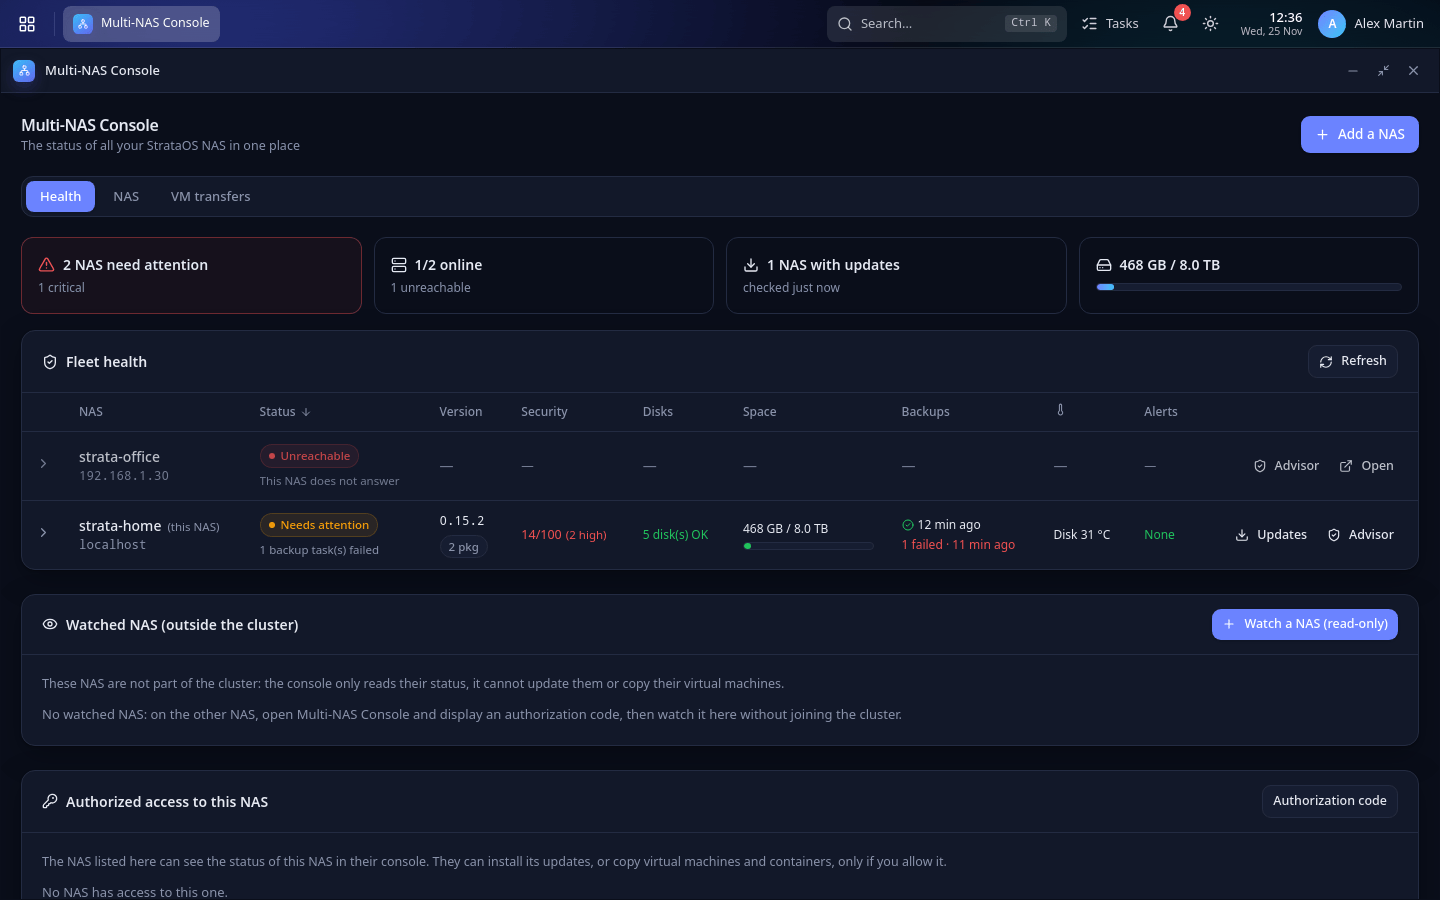 Multi-NAS Console
Search...
Ctrl K
Tasks
4
12:36
Wed, 25 Nov
A
Alex Martin
Multi-NAS Console
Multi-NAS Console
The status of all your StrataOS NAS in one place
Add a NAS
Health
NAS
VM transfers
2 NAS need attention
1 critical
1/2 online
1 unreachable
1 NAS with updates
checked just now
468 GB / 8.0 TB
Fleet health
Refresh
NAS
Status
Version
Security
Disks
Space
Backups
Alerts
strata-office
192.168.1.30
Unreachable
This NAS does not answer
—
—
—
—
—
—
—
Advisor
Open
strata-home (this NAS)
localhost
Needs attention
1 backup task(s) failed
0.15.2
2 pkg
14/100 (2 high)
5 disk(s) OK
468 GB / 8.0 TB
12 min ago
1 failed · 11 min ago
Disk 31 °C
None
Updates
Advisor
Watched NAS (outside the cluster)
Watch a NAS (read-only)
These NAS are not part of the cluster: the console only reads their status, it cannot update them or copy their virtual machines.
No watched NAS: on the other NAS, open Multi-NAS Console and display an authorization code, then watch it here without joining the cluster.
Authorized access to this NAS
Authorization code
The NAS listed here can see the status of this NAS in their console. They can install its updates, or copy virtual machines and containers, only if you allow it.
No NAS has access to this one.